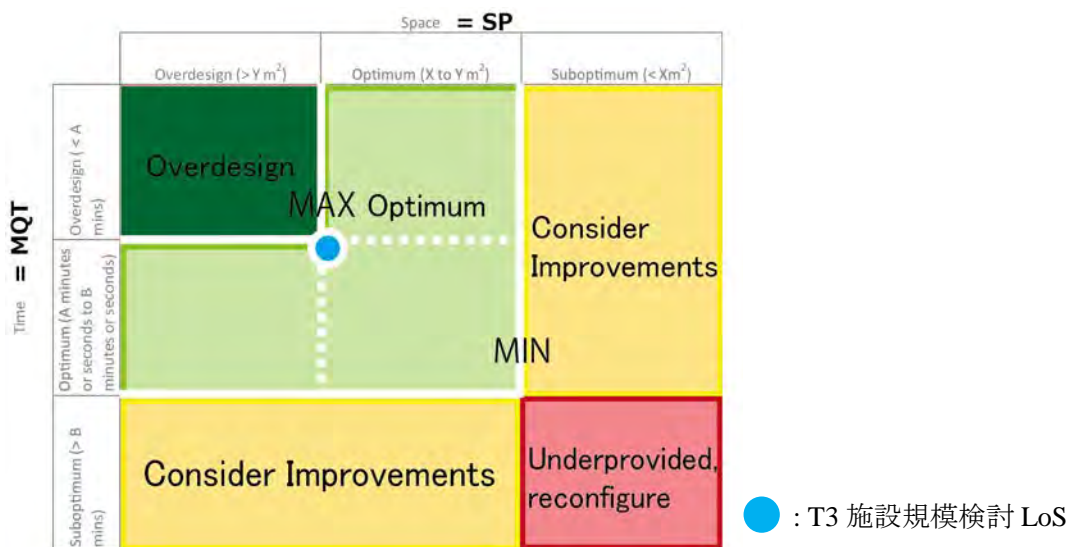 Space = SP
Overdesign (> Y m²)
Optimum (X to Y m²)
Suboptimum (< Xm²)
Time = MQT
Overdesign ( < A
mins)
Optimum (A minutes
or seconds to B
minutes or seconds)
Suboptimum (> B
mins)
Overdesign
MAX Optimum
Consider
Improvements
MIN
Consider Improvements
Underprovided,
reconfigure
: T3 施設規模検討 LoS